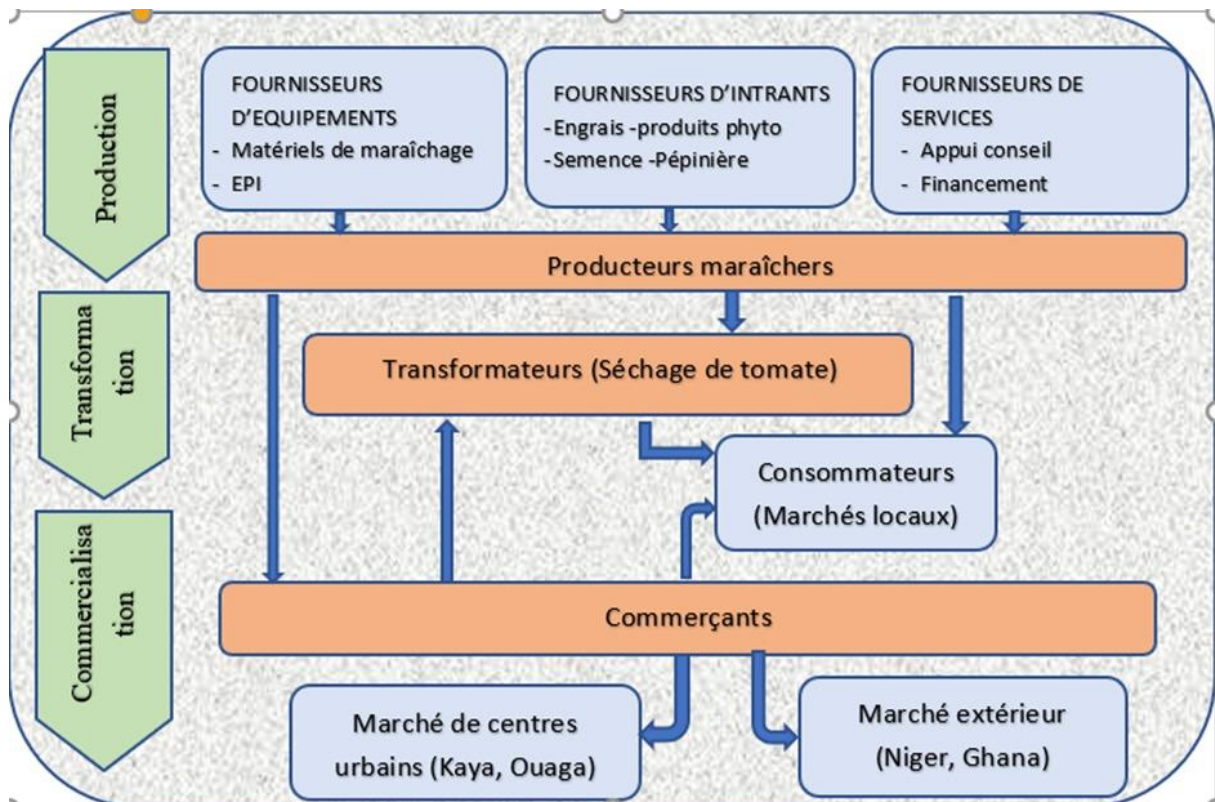 Production
FOURNISSEURS
D’EQUIPEMENTS
- Matériels de maraîchage
- EPI
FOURNISSEURS D’INTRANTS
-Engrais -produits phyto
-Semence -Pépinière
FOURNISSEURS DE
SERVICES
- Appui conseil
- Financement
Producteurs maraîchers
Transforma
tion
Transformateurs (Séchage de tomate)
Consommateurs
(Marchés locaux)
Commercialisa
tion
Commerçants
Marché de centres
urbains (Kaya, Ouaga)
Marché extérieur
(Niger, Ghana)